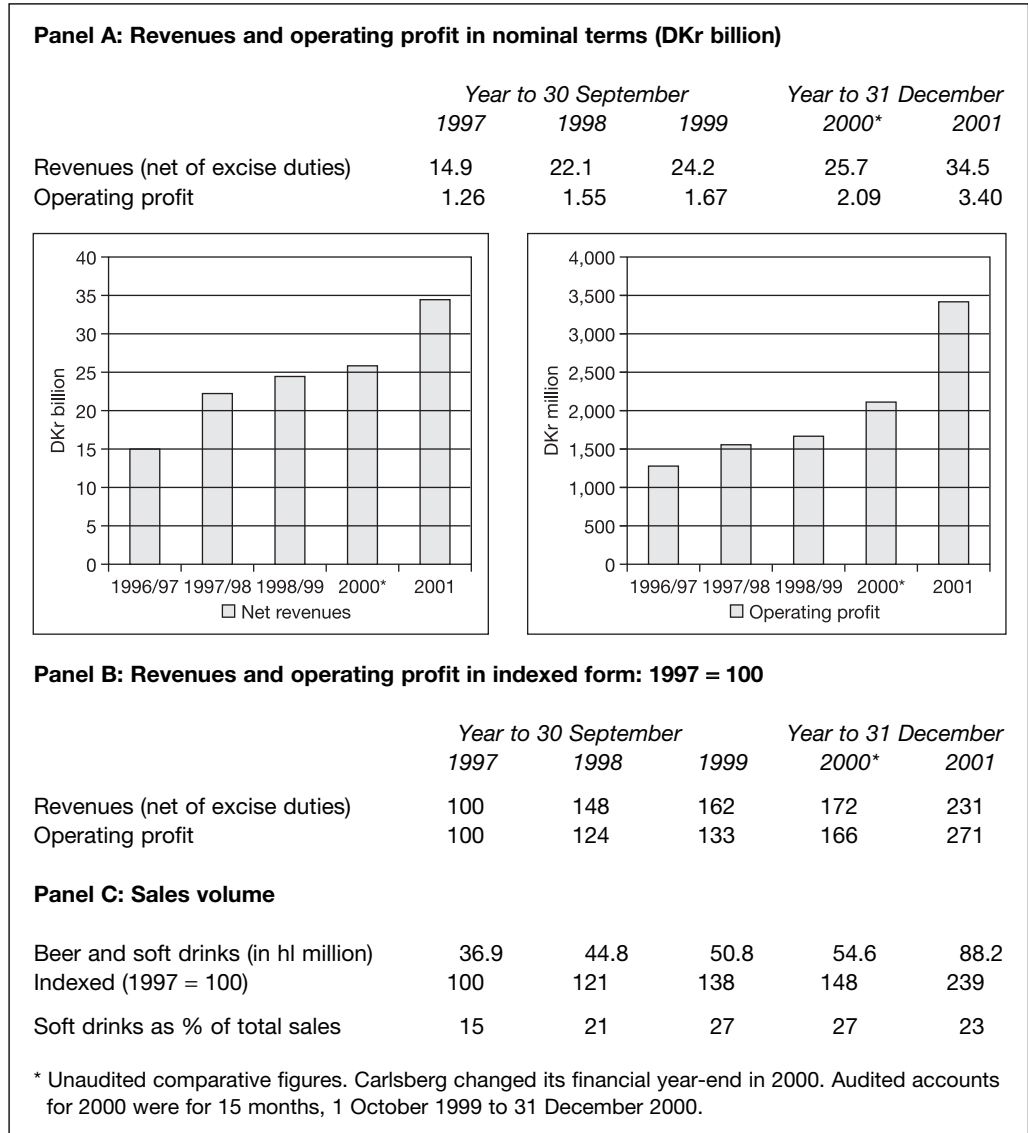 Panel A: Revenues and operating profit in nominal terms (DKr billion)
Year to 30 September Year to 31 December
1997 1998 1999 2000* 2001
Revenues (net of excise duties) 14.9 22.1 24.2 25.7 34.5
Operating profit 1.26 1.55 1.67 2.09 3.40
40
35
30
25
20
15
10
5
0
DKr billion
1996/97 1997/98 1998/99 2000* 2001
Net revenues
4,000
3,500
3,000
2,500
2,000
1,500
1,000
500
0
DKr million
1996/97 1997/98 1998/99 2000* 2001
Operating profit
Panel B: Revenues and operating profit in indexed form: 1997 = 100
Year to 30 September Year to 31 December
1997 1998 1999 2000* 2001
Revenues (net of excise duties) 100 148 162 172 231
Operating profit 100 124 133 166 271
Panel C: Sales volume
Beer and soft drinks (in hl million) 36.9 44.8 50.8 54.6 88.2
Indexed (1997 = 100) 100 121 138 148 239
Soft drinks as % of total sales 15 21 27 27 23
* Unaudited comparative figures. Carlsberg changed its financial year-end in 2000. Audited accounts
for 2000 were for 15 months, 1 October 1999 to 31 December 2000.